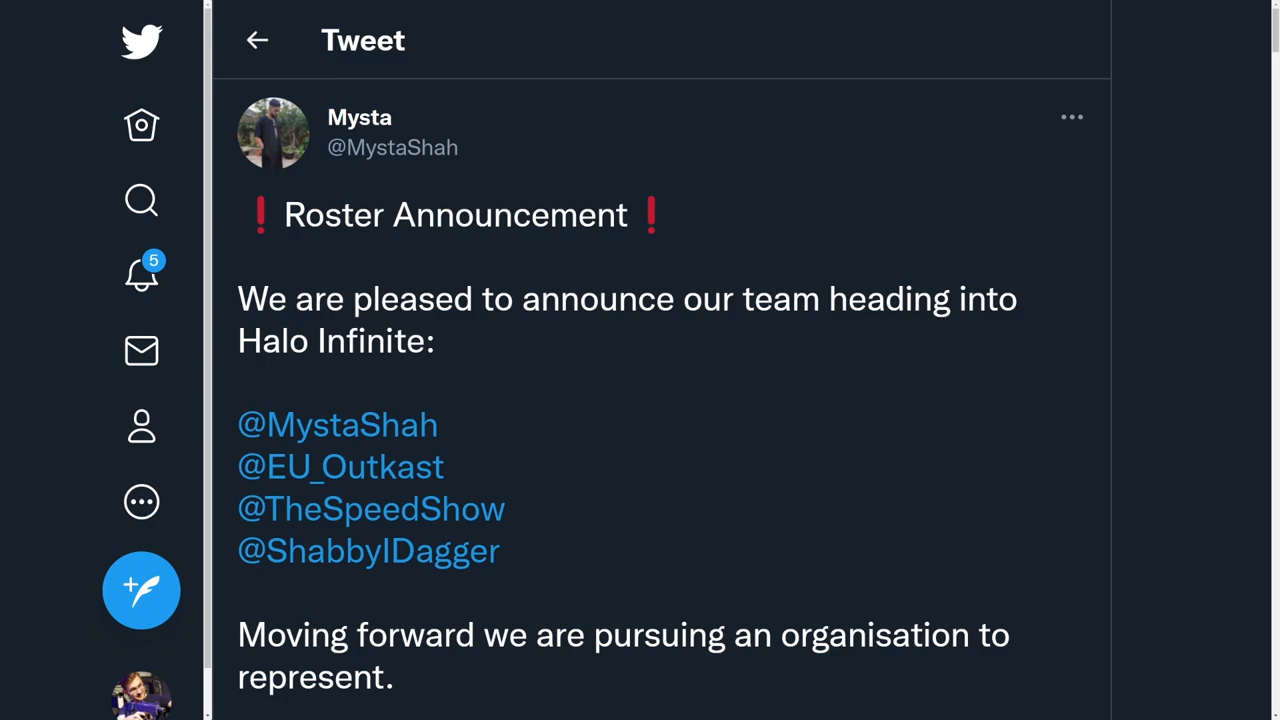 Tweet
Mysta
@MystaShah
❗Roster Announcement❗
We are pleased to announce our team heading into
Halo Infinite:
@MystaShah
@EU_Outkast
@TheSpeedShow
@ShabbyIDagger
Moving forward we are pursuing an organisation to
represent.
5